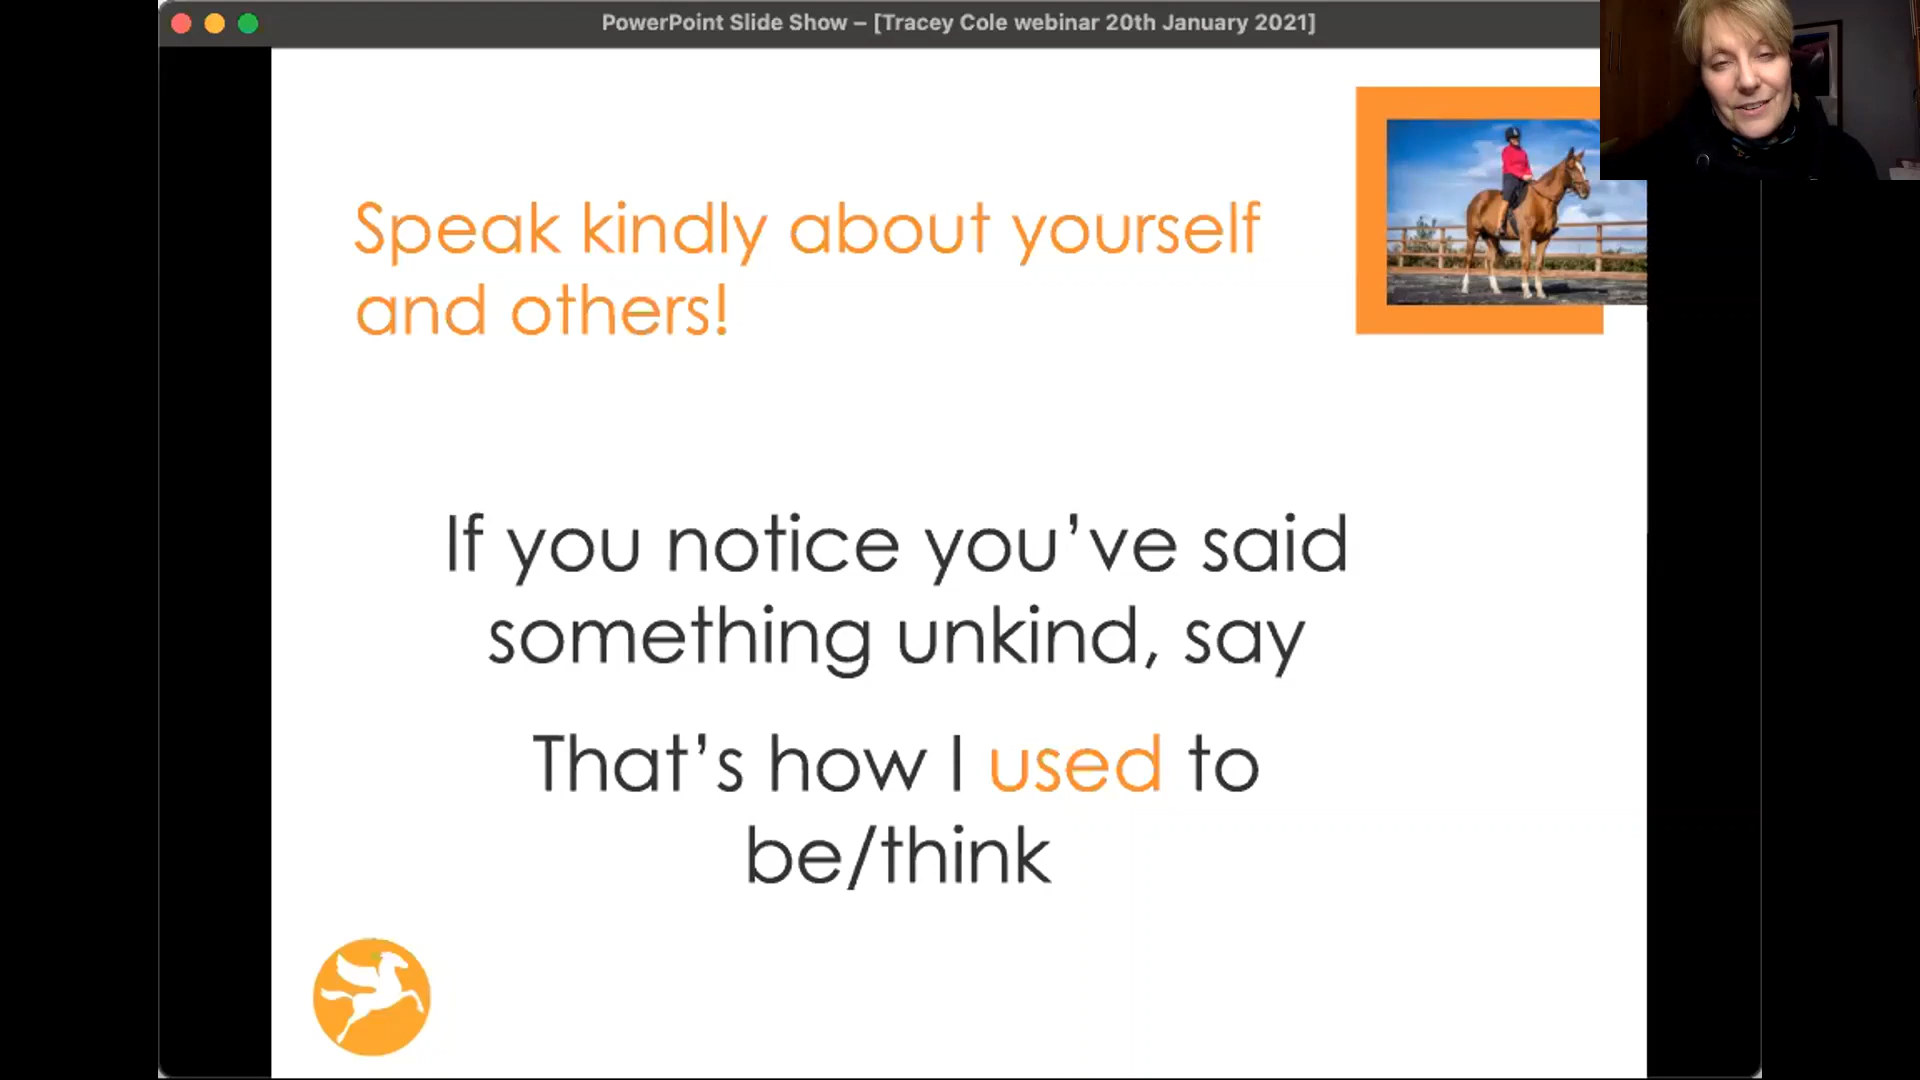 PowerPoint Slide Show – [Tracey Cole webinar 20th January 2021]
Speak kindly about yourself
and others!
If you notice you’ve said
something unkind, say
That’s how I used to
be/think